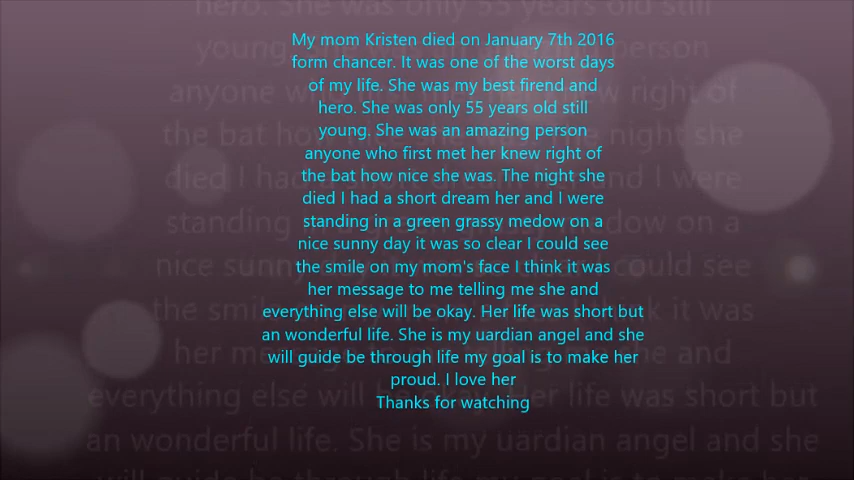 My mom Kristen died on January 7th 2016
form chancer. It was one of the worst days
of my life. She was my best firend and
hero. She was only 55 years old still
young. She was an amazing person
anyone who first met her knew right of
the bat how nice she was. The night she
died I had a short dream her and I were
standing in a green grassy medow on a
nice sunny day it was so clear I could see
the smile on my mom's face I think it was
her message to me telling me she and
everything else will be okay. Her life was short but
an wonderful life. She is my uardian angel and she
will guide be through life my goal is to make her
proud. I love her
Thanks for watching